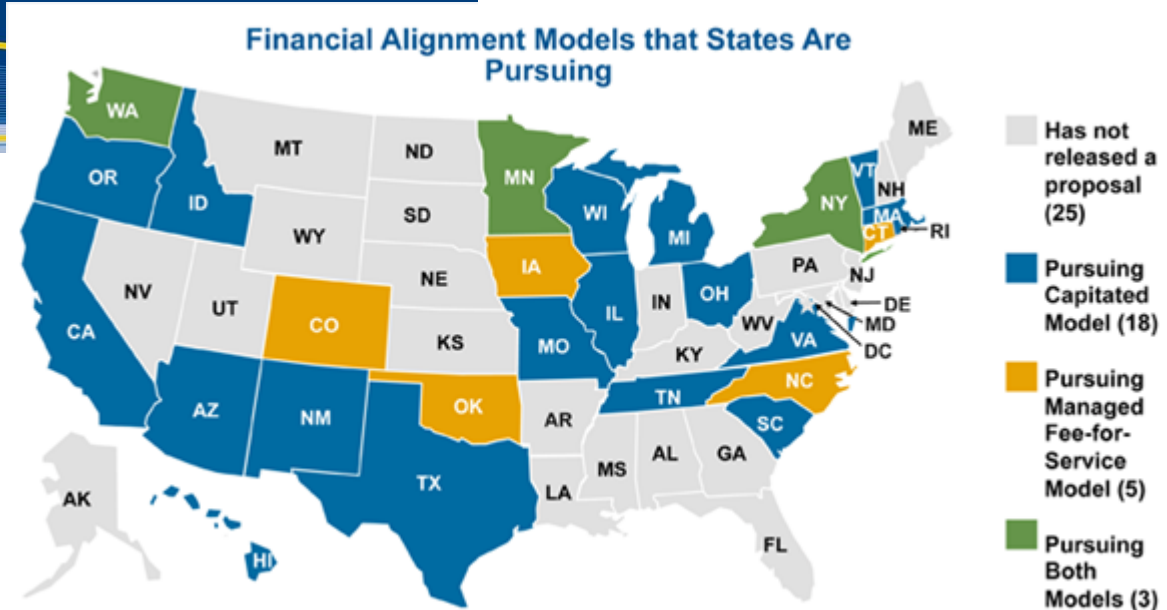 Financial Alignment Models that States Are
Pursuing
WA
MT
ND
MN
ME
OR
ID
SD
WI
MI
NY
VT
NH
MA
CT
RI
WY
IA
NE
PA
NJ
NV
UT
CO
KS
CA
IL
IN
OH
WV
VA
DE
MD
DC
MO
KY
AZ
NM
OK
AR
TN
NC
SC
TX
LA
MS
AL
GA
AK
HI
FL
Has not
released a
proposal
(25)
Pursuing
Capitated
Model (18)
Pursuing
Managed
Fee-for-
Service
Model (5)
Pursuing
Both
Models (3)